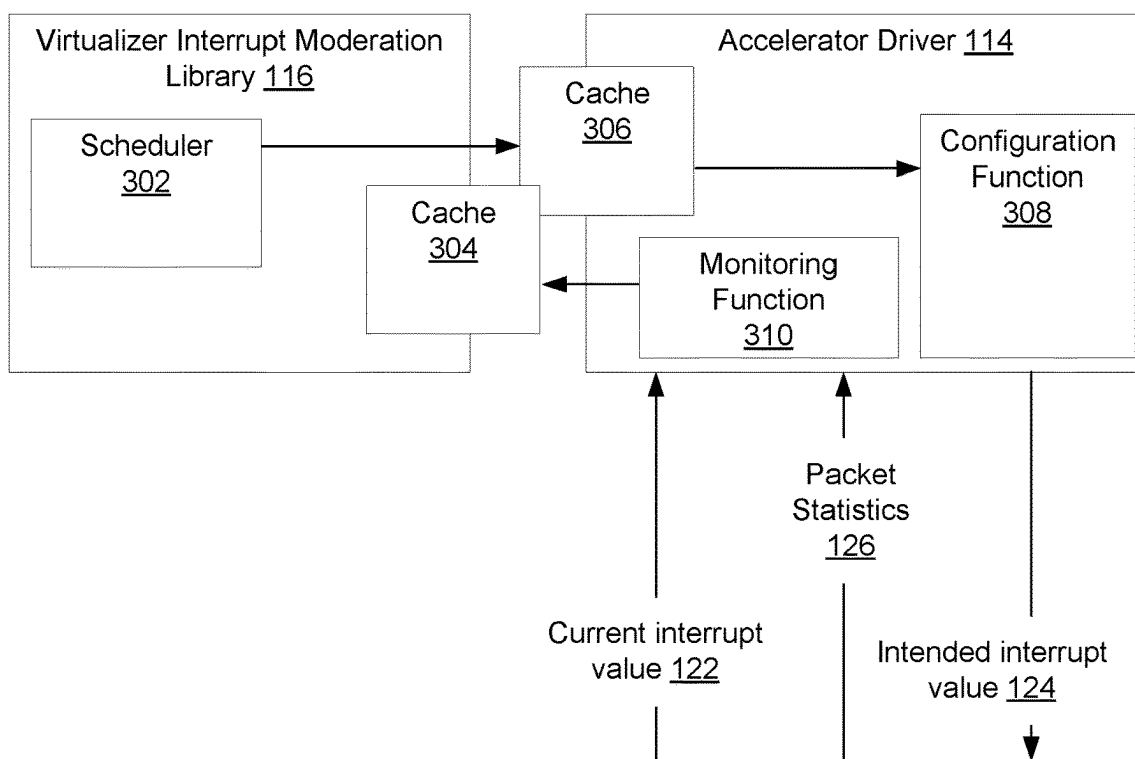 Virtualizer Interrupt Moderation
Library 116
Accelerator Driver 114
Scheduler
302
Cache
306
Cache
304
Configuration
Function
308
Monitoring
Function
310
Packet
Statistics
126
Current interrupt
value 122
Intended interrupt
value 124